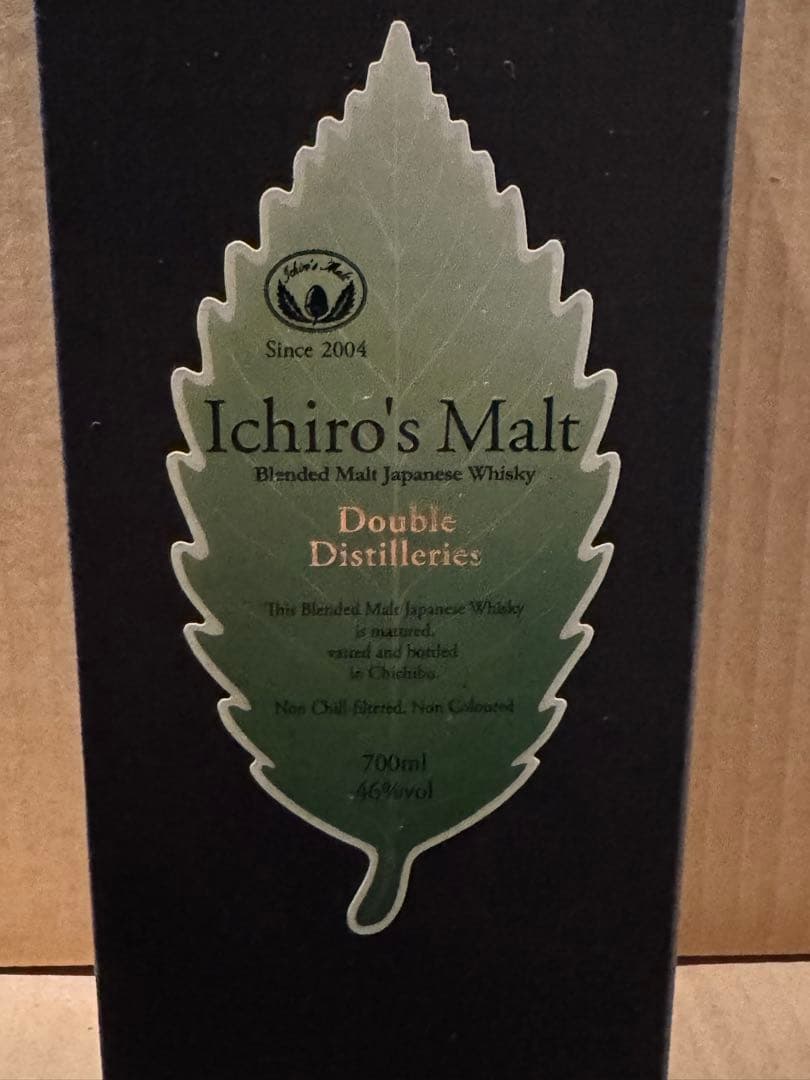 Ichiro's Malt
Since 2004
Ichiro's Malt
Blended Malt Japanese Whisky
Double
Distilleries
This Blended Malt Japanese Whisky
is matured,
vatted and bottled
in Chichibu.
Non Chill-filtered, Non Coloured
700ml
46%vol